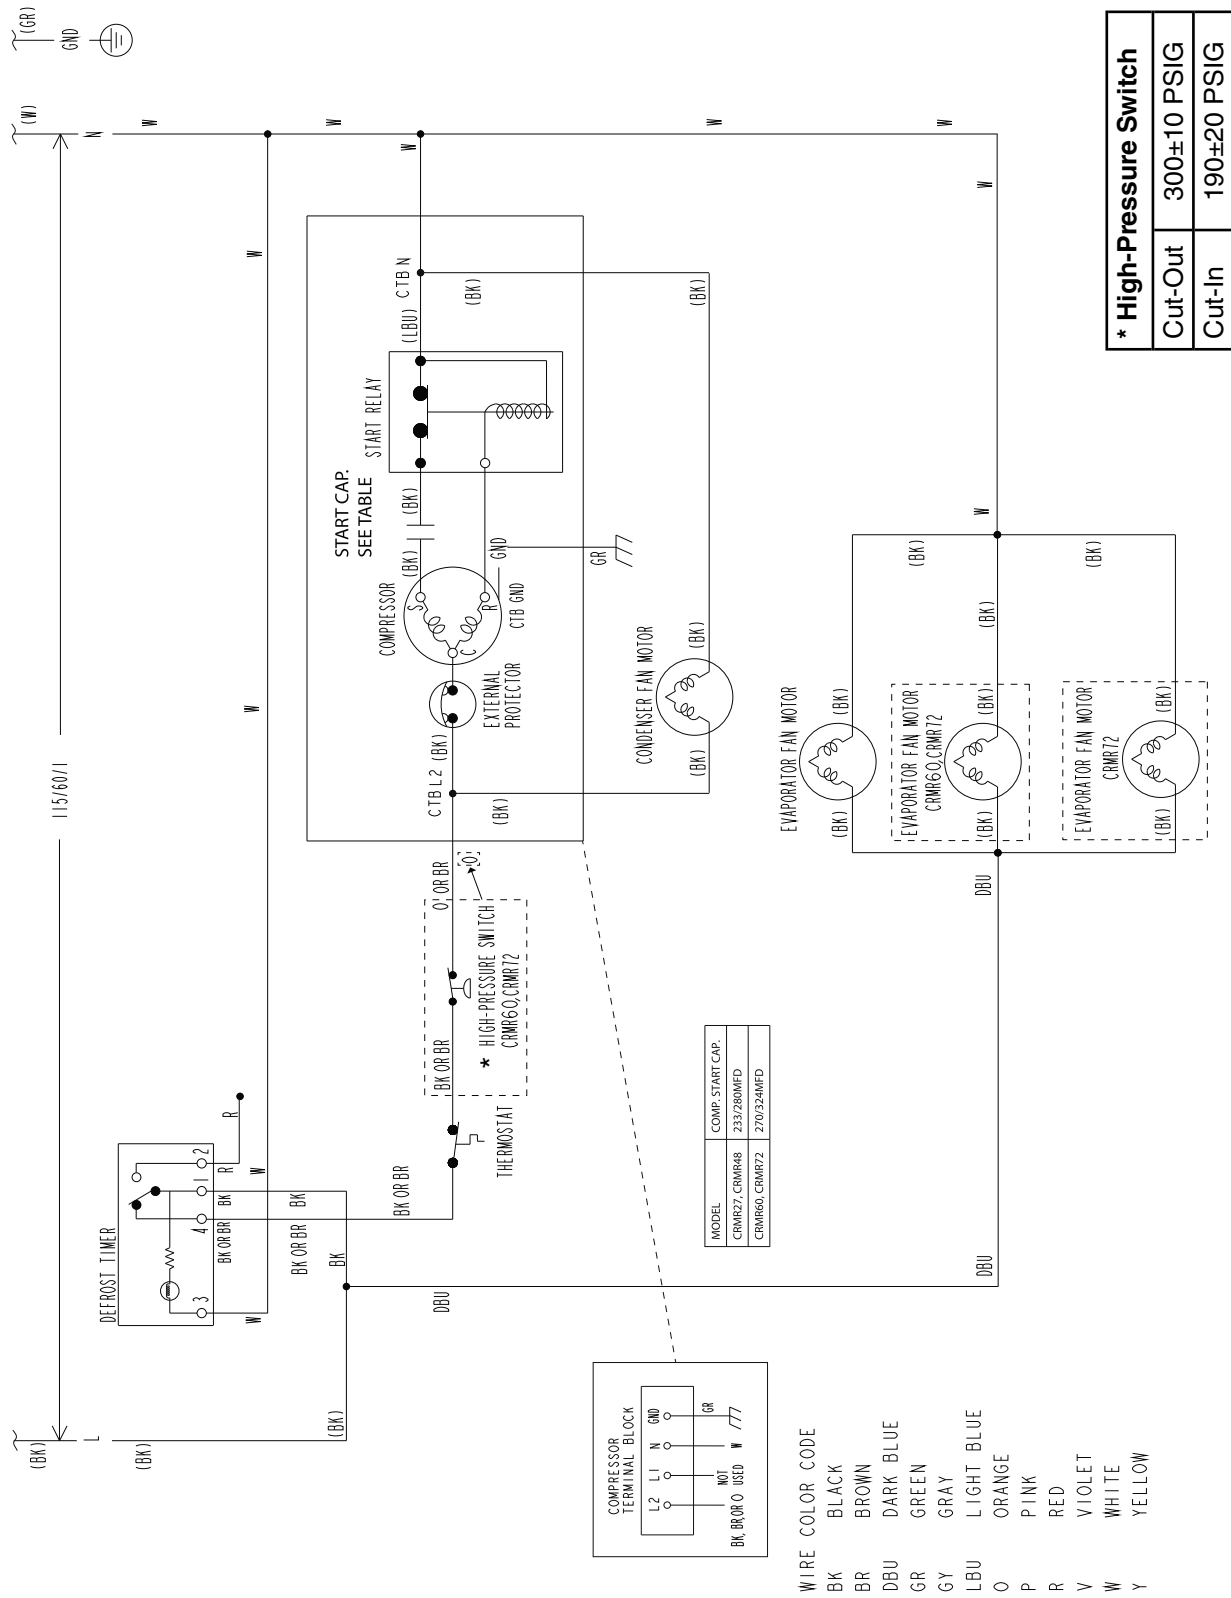 (BK)
L
(BK)
115/60/1
(W)
N
W
(GR)
GND
DEFROST TIMER
3
4
1
2
W
BK OR BR
BK
R
R
W
BK OR BR
BK
BK
(BK)
W
W
W
W
W
W
BK OR BR
THERMOSTAT
BK OR BR
* HIGH-PRESSURE SWITCH
CRMR60,CRMR72
O OR BR
[O]
CTB L2
(BK)
(BK)
EXTERNAL
PROTECTOR
COMPRESSOR
S
C
R
CTB GND
GND
GR
(BK)
(BK)
START CAP.
SEE TABLE
START RELAY
(LBU)
CTB N
(BK)
(BK)
CONDENSER FAN MOTOR
(BK)
(BK)
DBU
DBU
DBU
EVAPORATOR FAN MOTOR
(BK)
(BK)
EVAPORATOR FAN MOTOR
CRMR60,CRMR72
(BK)
(BK)
EVAPORATOR FAN MOTOR
CRMR72
(BK)
(BK)
(BK)
(BK)
(BK)
W
W
W
MODEL COMP. START CAP.
CRMR27, CRMR48 233/280MFD
CRMR60, CRMR72 270/324MFD
COMPRESSOR
TERMINAL BLOCK
L2 L1 N GND
BK, BR,OR O
NOT
USED
W
GR
WIRE COLOR CODE
BK BLACK
BR BROWN
DBU DARK BLUE
GR GREEN
GY GRAY
LBU LIGHT BLUE
O ORANGE
P PINK
R RED
V VIOLET
W WHITE
Y YELLOW
* High-Pressure Switch
Cut-Out 300±10 PSIG
Cut-In 190±20 PSIG